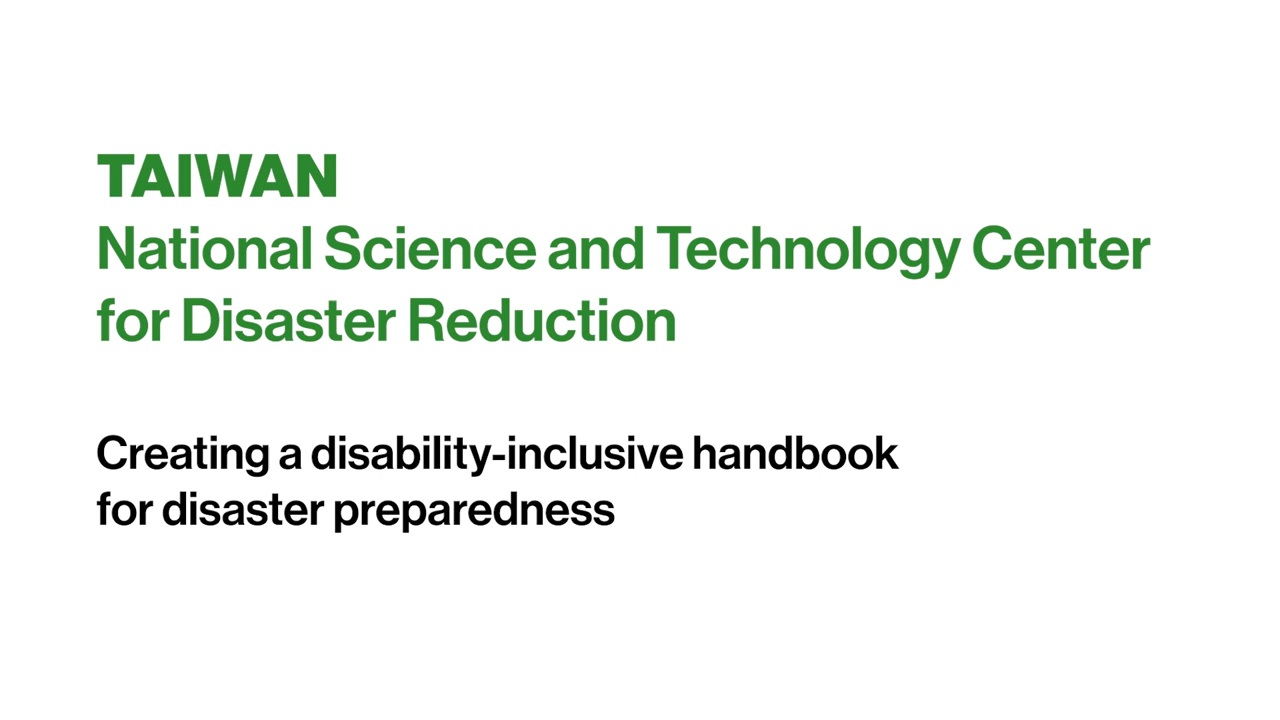 TAIWAN
National Science and Technology Center
for Disaster Reduction
Creating a disability-inclusive handbook
for disaster preparedness